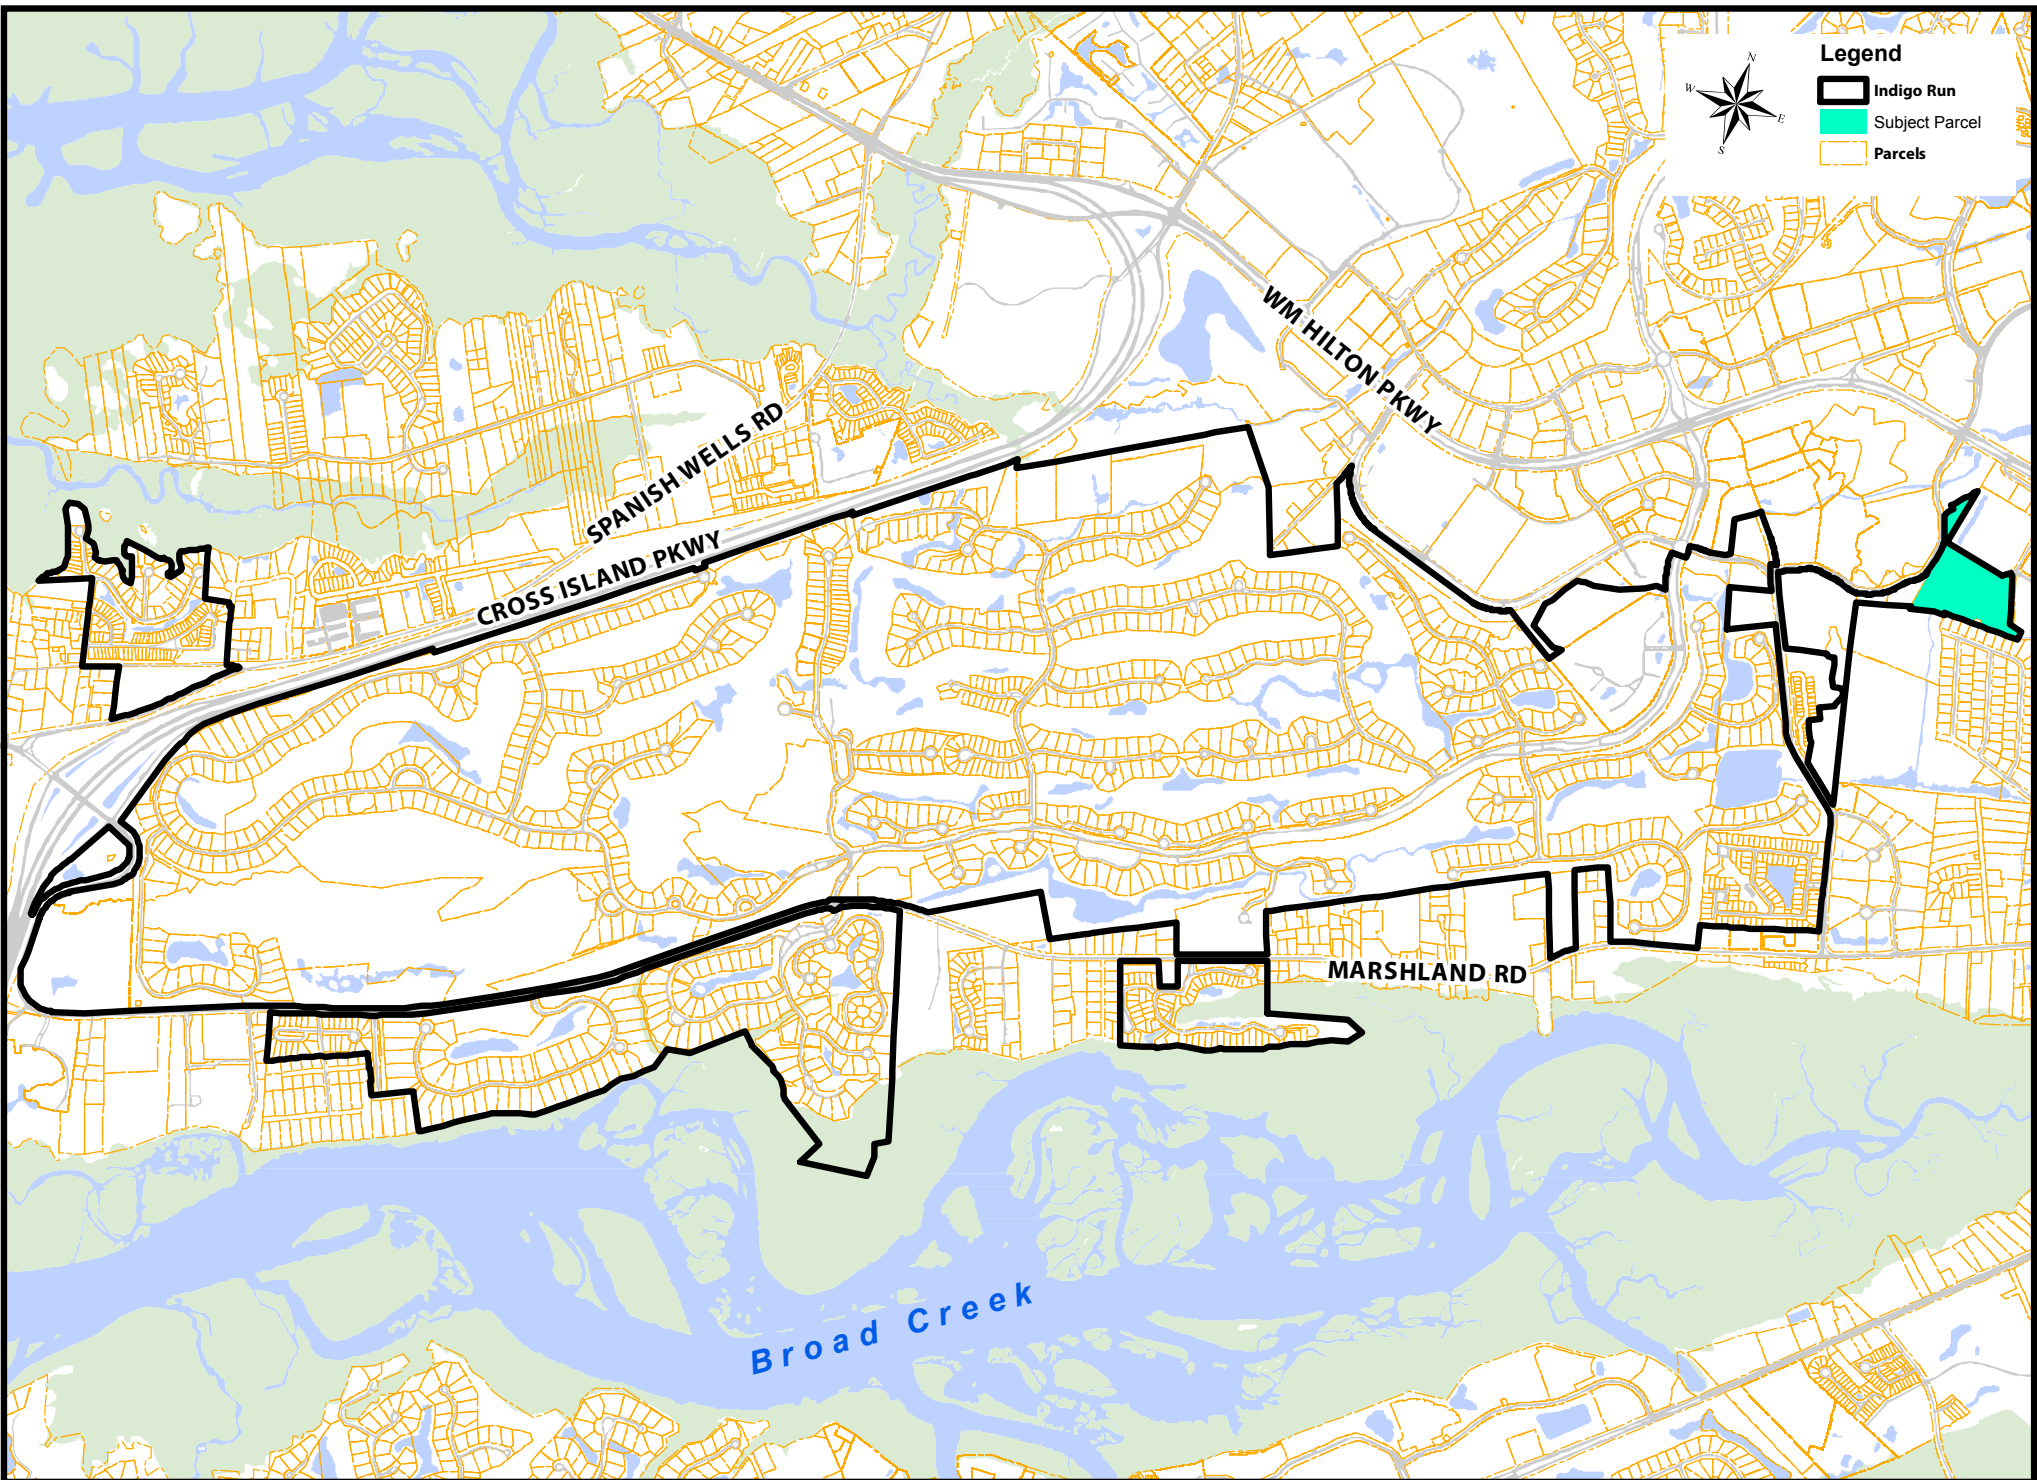 Legend
N
W
E
S
Indigo Run
Subject Parcel
Parcels
WM HILTON PKWY
SPANISH WELLS RD
CROSS ISLAND PKWY
MARSHLAND RD
Broad Creek